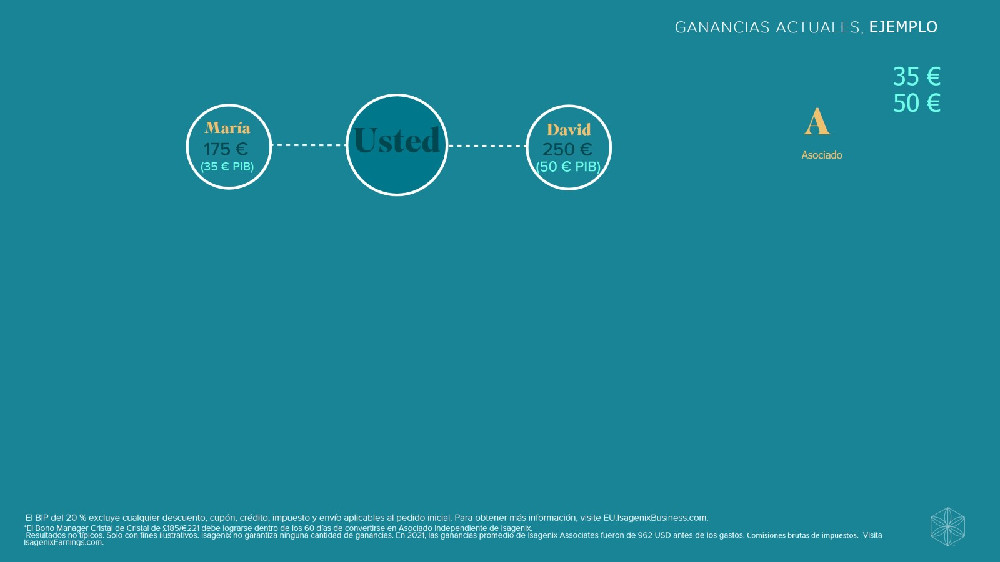 GANANCIAS ACTUALES, EJEMPLO
35 €
50 €
María
175 €
(35 € PIB)
Usted
David
250 €
(50 € PIB)
A
Asociado
El BIP del 20 % excluye cualquier descuento, cupón, crédito, impuesto y envío aplicables al pedido inicial. Para obtener más información, visite EU.IsagenixBusiness.com.
*El Bono Manager Cristal de Cristal de £185/€221 debe lograrse dentro de los 60 días de convertirse en Asociado Independiente de Isagenix.
Resultados no típicos. Solo con fines ilustrativos. Isagenix no garantiza ninguna cantidad de ganancias. En 2021, las ganancias promedio de Isagenix Associates fueron de 962 USD antes de los gastos. Comisiones brutas de impuestos. Visita
IsagenixEarnings.com.